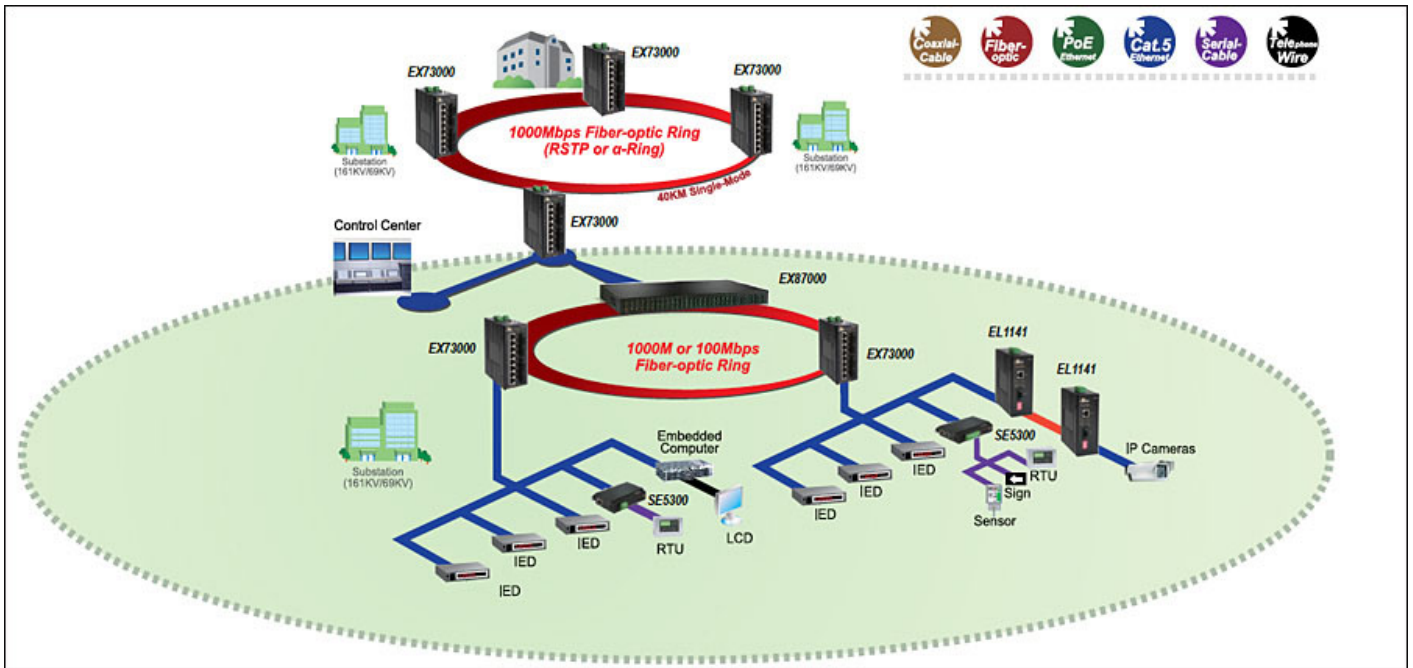 Coaxial-
Cable
Fiber-
optic
PoE
Ethernet
Cat.5
Ethernet
Serial-
Cable
Telephone
Wire
EX73000
EX73000
EX73000
1000Mbps Fiber-optic Ring
(RSTP or α-Ring)
40KM Single-Mode
Substation
(161KV/69KV)
Substation
(161KV/69KV)
EX73000
Control Center
EX87000
EX73000
1000M or 100Mbps
Fiber-optic Ring
EX73000
EL1141
EL1141
SE5300
IP Cameras
RTU
Sign
Sensor
IED
IED
IED
Substation
(161KV/69KV)
Embedded
Computer
SE5300
LCD
RTU
IED
IED
IED